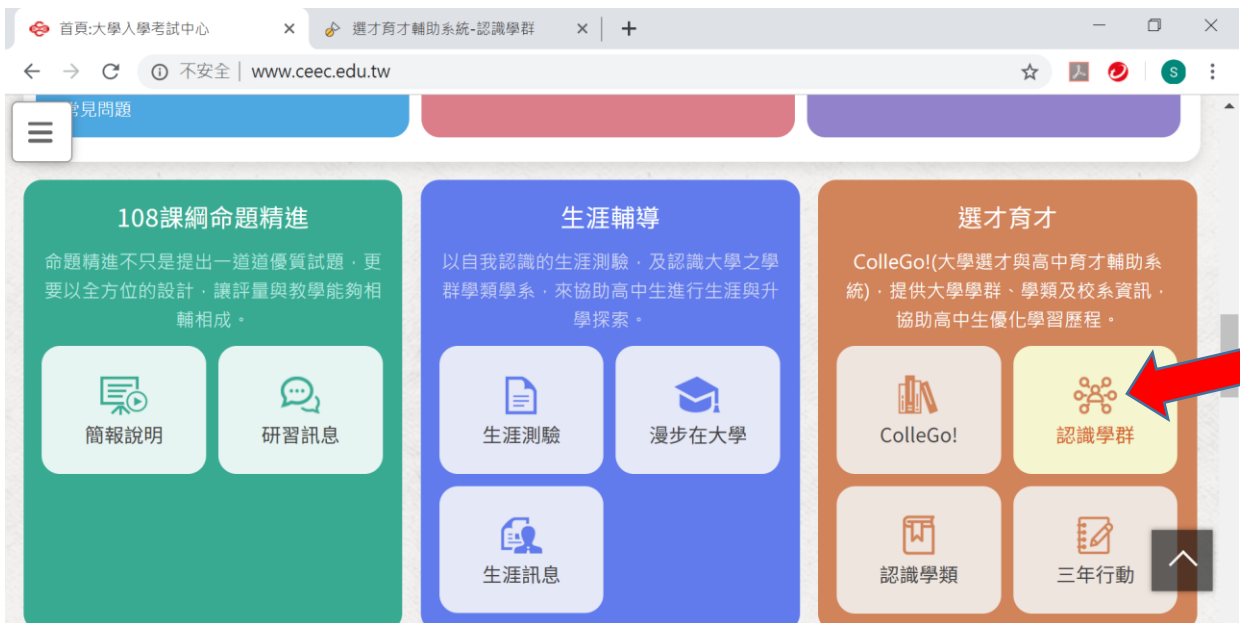 首頁:大學入學考試中心
選才育才輔助系統-認識學群
不安全 | www.ceec.edu.tw
S
常見問題
108課綱命題精進
命題精進不只是提出一道道優質試題，更
要以全方位的設計，讓評量與教學能夠相
輔相成。
簡報說明
研習訊息
生涯輔導
以自我認識的生涯測驗，及認識大學之學
群學類學系，來協助高中生進行生涯與升
學探索。
生涯測驗
漫步在大學
生涯訊息
選才育才
ColleGo!(大學選才與高中育才輔助系
統)，提供大學學群、學類及校系資訊，
協助高中生優化學習歷程。
ColleGo!
認識學群
認識學類
三年行動